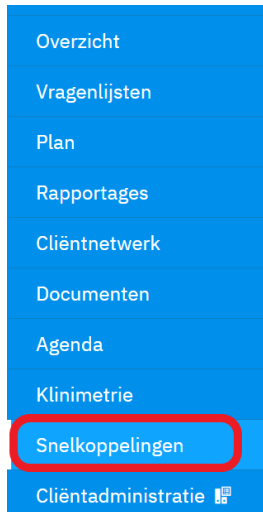 Overzicht
Vragenlijsten
Plan
Rapportages
Cliëntnetwerk
Documenten
Agenda
Klinimetrie
Snelkoppelingen
Cliëntadministratie